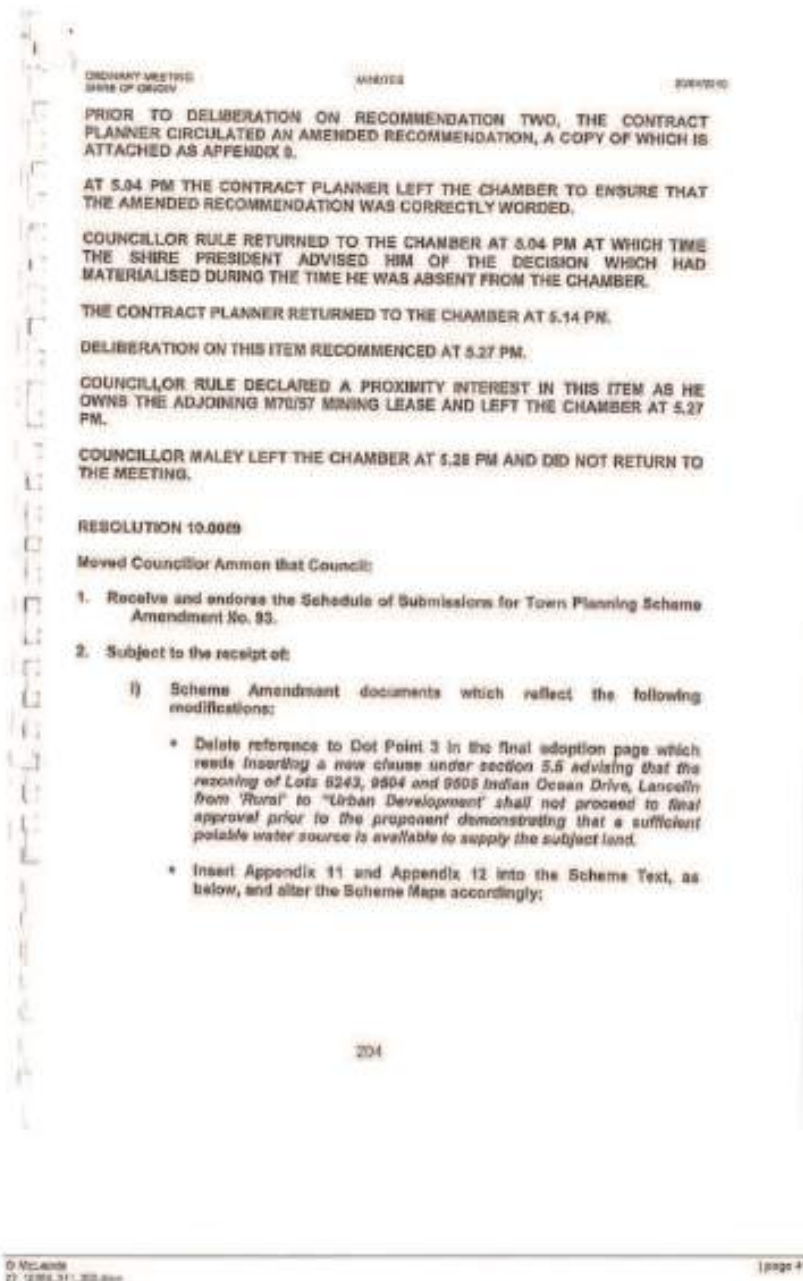 ORDINARY MEETING
SHIRE OF GINGIN
MINUTES
PRIOR TO DELIBERATION ON RECOMMENDATION TWO, THE CONTRACT
PLANNER CIRCULATED AN AMENDED RECOMMENDATION, A COPY OF WHICH IS
ATTACHED AS APPENDIX 9.
AT 5.04 PM THE CONTRACT PLANNER LEFT THE CHAMBER TO ENSURE THAT
THE AMENDED RECOMMENDATION WAS CORRECTLY WORDED.
COUNCILLOR RULE RETURNED TO THE CHAMBER AT 5.04 PM AT WHICH TIME
THE SHIRE PRESIDENT ADVISED HIM OF THE DECISION WHICH HAD
MATERIALISED DURING THE TIME HE WAS ABSENT FROM THE CHAMBER.
THE CONTRACT PLANNER RETURNED TO THE CHAMBER AT 5.14 PM.
DELIBERATION ON THIS ITEM RECOMMENCED AT 5.27 PM.
COUNCILLOR RULE DECLARED A PROXIMITY INTEREST IN THIS ITEM AS HE
OWNS THE ADJOINING M70/57 MINING LEASE AND LEFT THE CHAMBER AT 5.27
PM.
COUNCILLOR MALEY LEFT THE CHAMBER AT 5.28 PM AND DID NOT RETURN TO
THE MEETING.
RESOLUTION 10.0069
Moved Councillor Ammon that Council:
1. Receive and endorse the Schedule of Submissions for Town Planning Scheme
Amendment No. 93.
2. Subject to the receipt of:
i) Scheme Amendment documents which reflect the following
modifications:
• Delete reference to Dot Point 3 in the final adoption page which
reads Inserting a new clause under section 5.5 advising that the
rezoning of Lots 5243, 9504 and 9505 Indian Ocean Drive, Lancelin
from 'Rural' to "Urban Development' shall not proceed to final
approval prior to the proponent demonstrating that a sufficient
potable water source is available to supply the subject land.
• Insert Appendix 11 and Appendix 12 into the Scheme Text, as
below, and alter the Scheme Maps accordingly:
204
© McLeods
| page 4